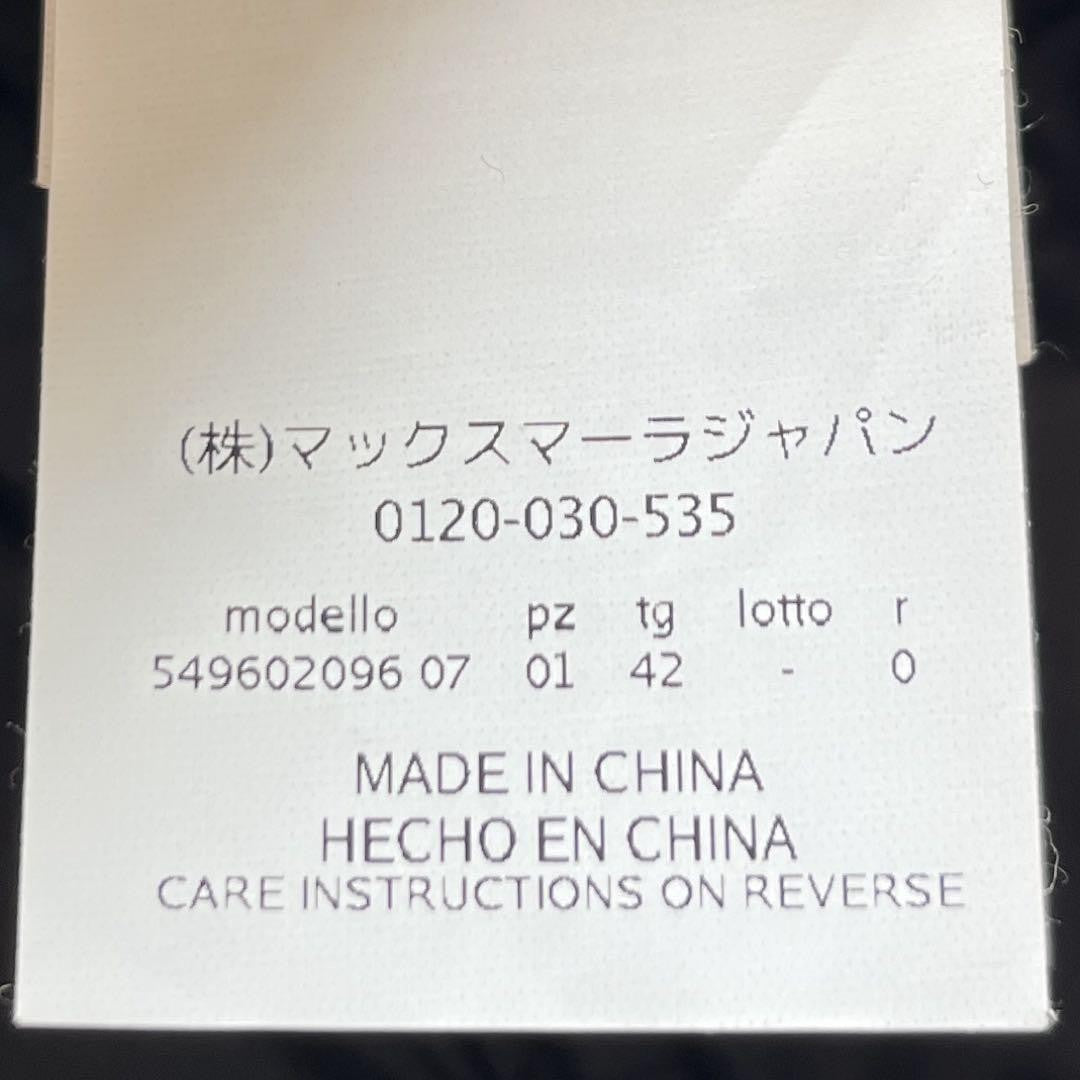 (株)マックスマーラジャパン
0120-030-535
modello pz tg lotto r
549602096 07 01 42 - 0
MADE IN CHINA
HECHO EN CHINA
CARE INSTRUCTIONS ON REVERSE